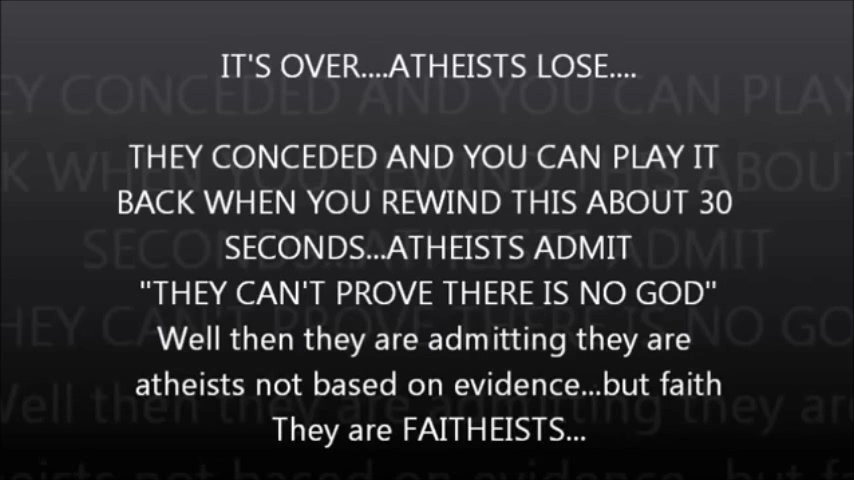 IT'S OVER....ATHEISTS LOSE....
THEY CONCEDED AND YOU CAN PLAY IT
BACK WHEN YOU REWIND THIS ABOUT 30
SECONDS...ATHEISTS ADMIT
"THEY CAN'T PROVE THERE IS NO GOD"
Well then they are admitting they are
atheists not based on evidence...but faith
They are FAITHEISTS...